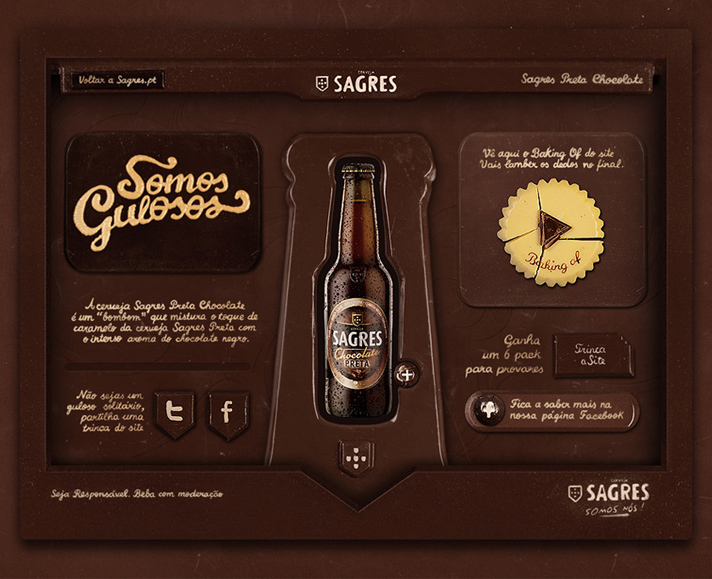 Voltar a Sagres.pt
CERVEJA
SAGRES
Sagres Preta Chocolate
Somos
Gulosos
A cerveja Sagres Preta Chocolate
é um "bombom" que mistura o toque de
caramelo da cerveja Sagres Preta com
o intenso aroma do chocolate negro.
Não sejas um
guloso solitário,
partilha uma
trinca do site
t
f
SAGRES
Chocolate
PRETA
Vê aqui o Baking Of do site
Vais lamber os dedos no final.
Baking of
Ganha
um 6 pack
para provares
Trinca
o Site
f
Fica a saber mais na
nossa página Facebook
Seja Responsável. Beba com moderação
CERVEJA
SAGRES
SOMOS NÓS!